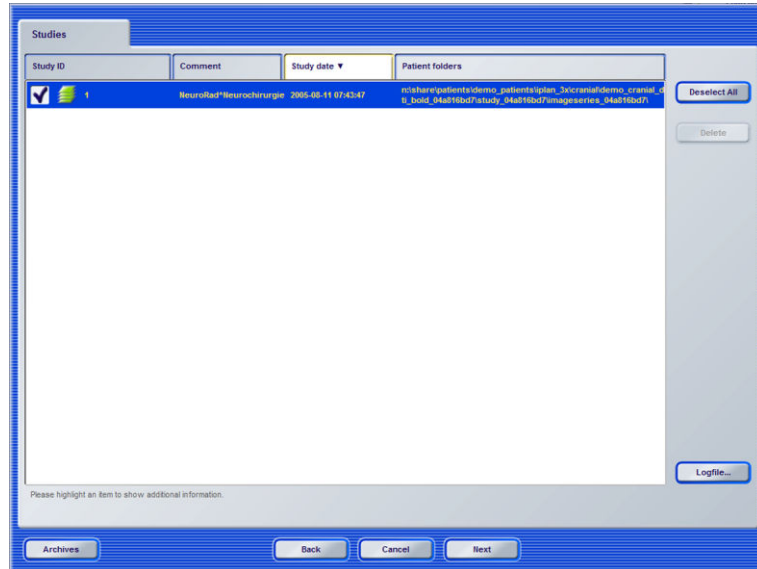 Studies
Study ID
Comment
Study date ▼
Patient folders
1
NeuroRad^Neurochirurgie
2005-08-11 07:43:47
n:\share\patients\demo_patients\iplan_3x\cranial\demo_cranial_d
ti_bold_04a816bd7\study_04a816bd7\imageseries_04a816bd7\
Deselect All
Delete
Logfile...
Please highlight an item to show additional information.
Archives
Back
Cancel
Next